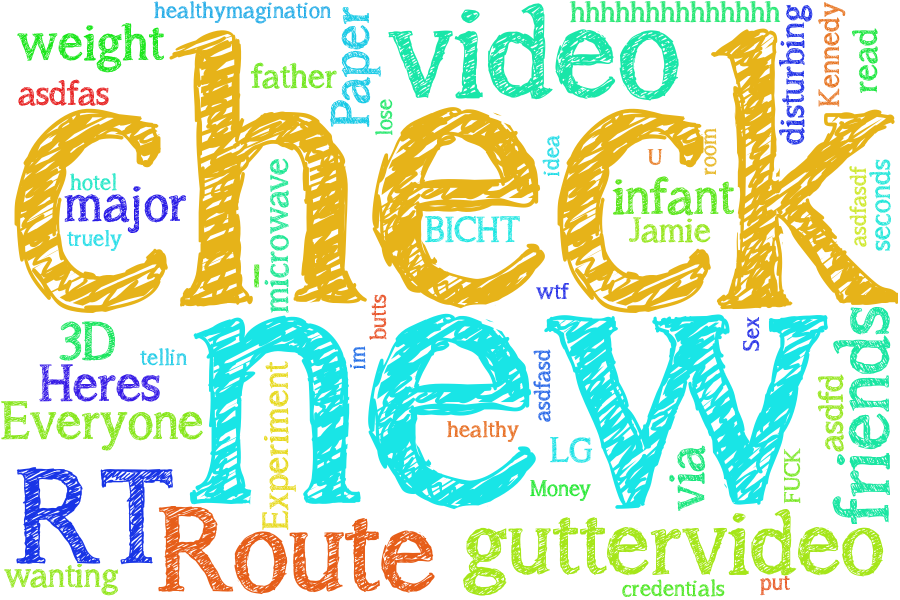 healthymagination
hhhhhhhhhhhhhh
weight
father
Paper
video
disturbing
Kennedy
read
asdfas
lose
check
idea
U
room
hotel
major
truely
microwave
BICHT
infant
Jamie
asdfasdf
seconds
wtf
butts
new
3D
tellin
im
Sex
friends
Heres
Everyone
Experiment
asdfasd
healthy
LG
asdfd
Money
via
FUCK
RT
Route
guttervideo
wanting
credentials
put